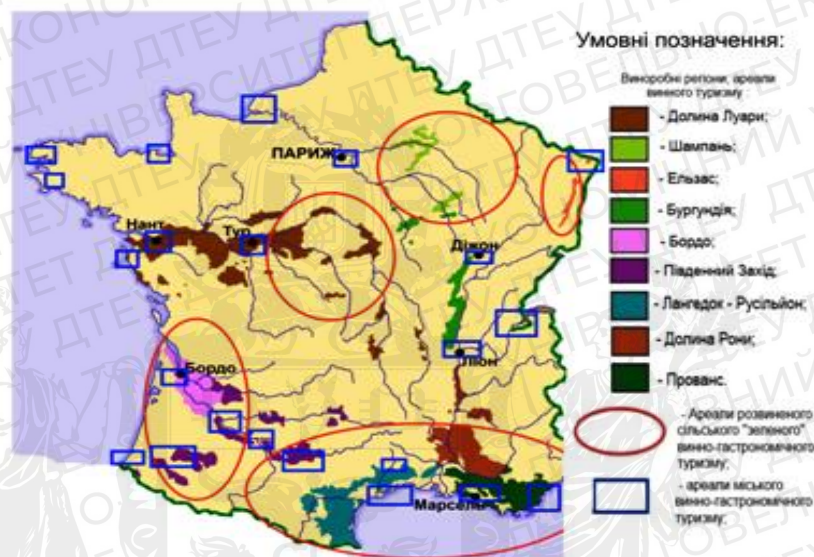 Умовні позначення:
Виноробні регіони, ареали
винного туризму
- Долина Луари;
- Шампань;
- Ельзас;
- Бургундія;
- Бордо;
- Південний Захід;
- Лангедок - Русільйон;
- Долина Рони;
- Прованс.
- Ареали розвиненого
сільського "зеленого"
винно-гастрономічного
туризму;
- ареали міського
винно-гастрономічного
туризму;
ПАРИЖ
Нант
Тур
Діжон
Ліон
Бордо
Марсель